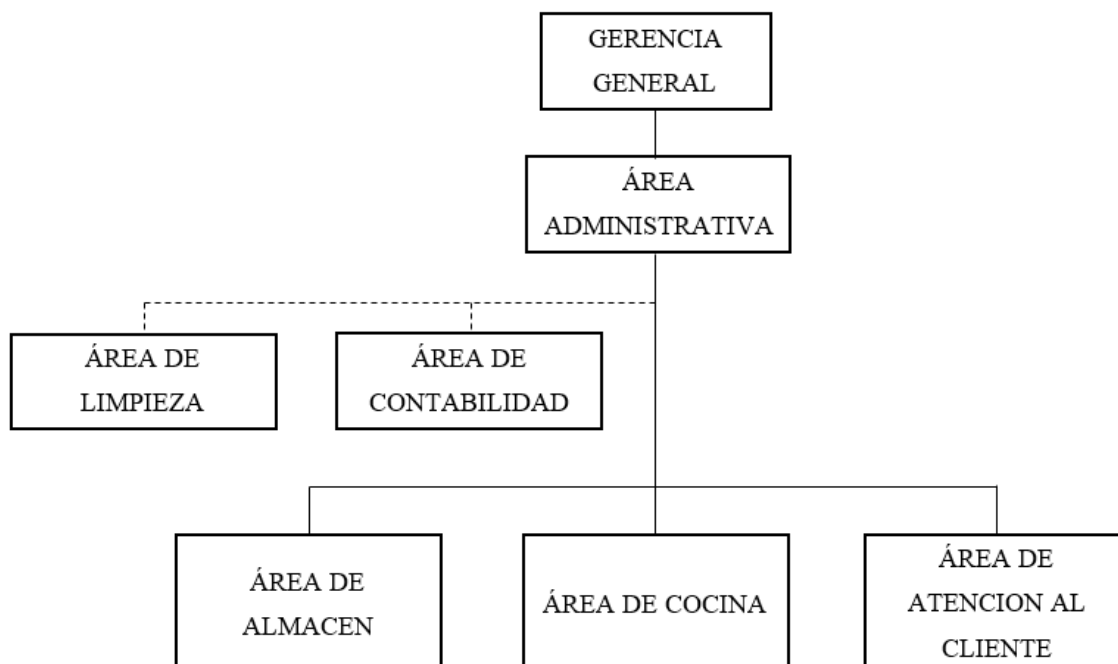 GERENCIA
GENERAL
ÁREA
ADMINISTRATIVA
ÁREA DE
LIMPIEZA
ÁREA DE
CONTABILIDAD
ÁREA DE
ALMACEN
ÁREA DE COCINA
ÁREA DE
ATENCION AL
CLIENTE